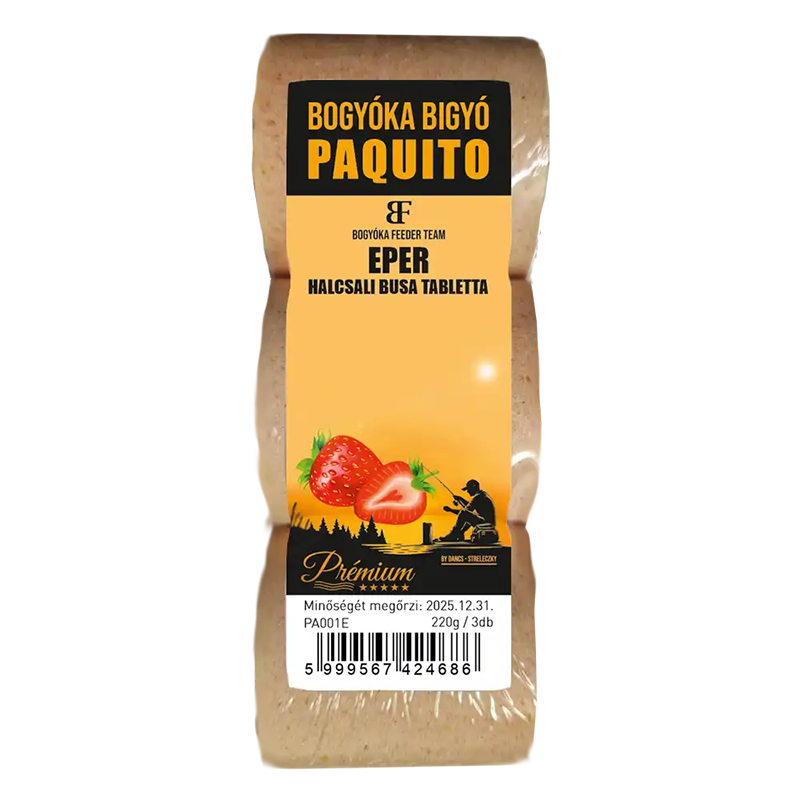 BOGYÓKA BIGYÓ
PAQUITO
BF
BOGYÓKA FEEDER TEAM
EPER
HALCSALI BUSA TABLETTA
Prémium
BY DANCS - STRELECZKY
Minőségét megőrzi: 2025.12.31.
PA001E 220g / 3db
5 999567 424686